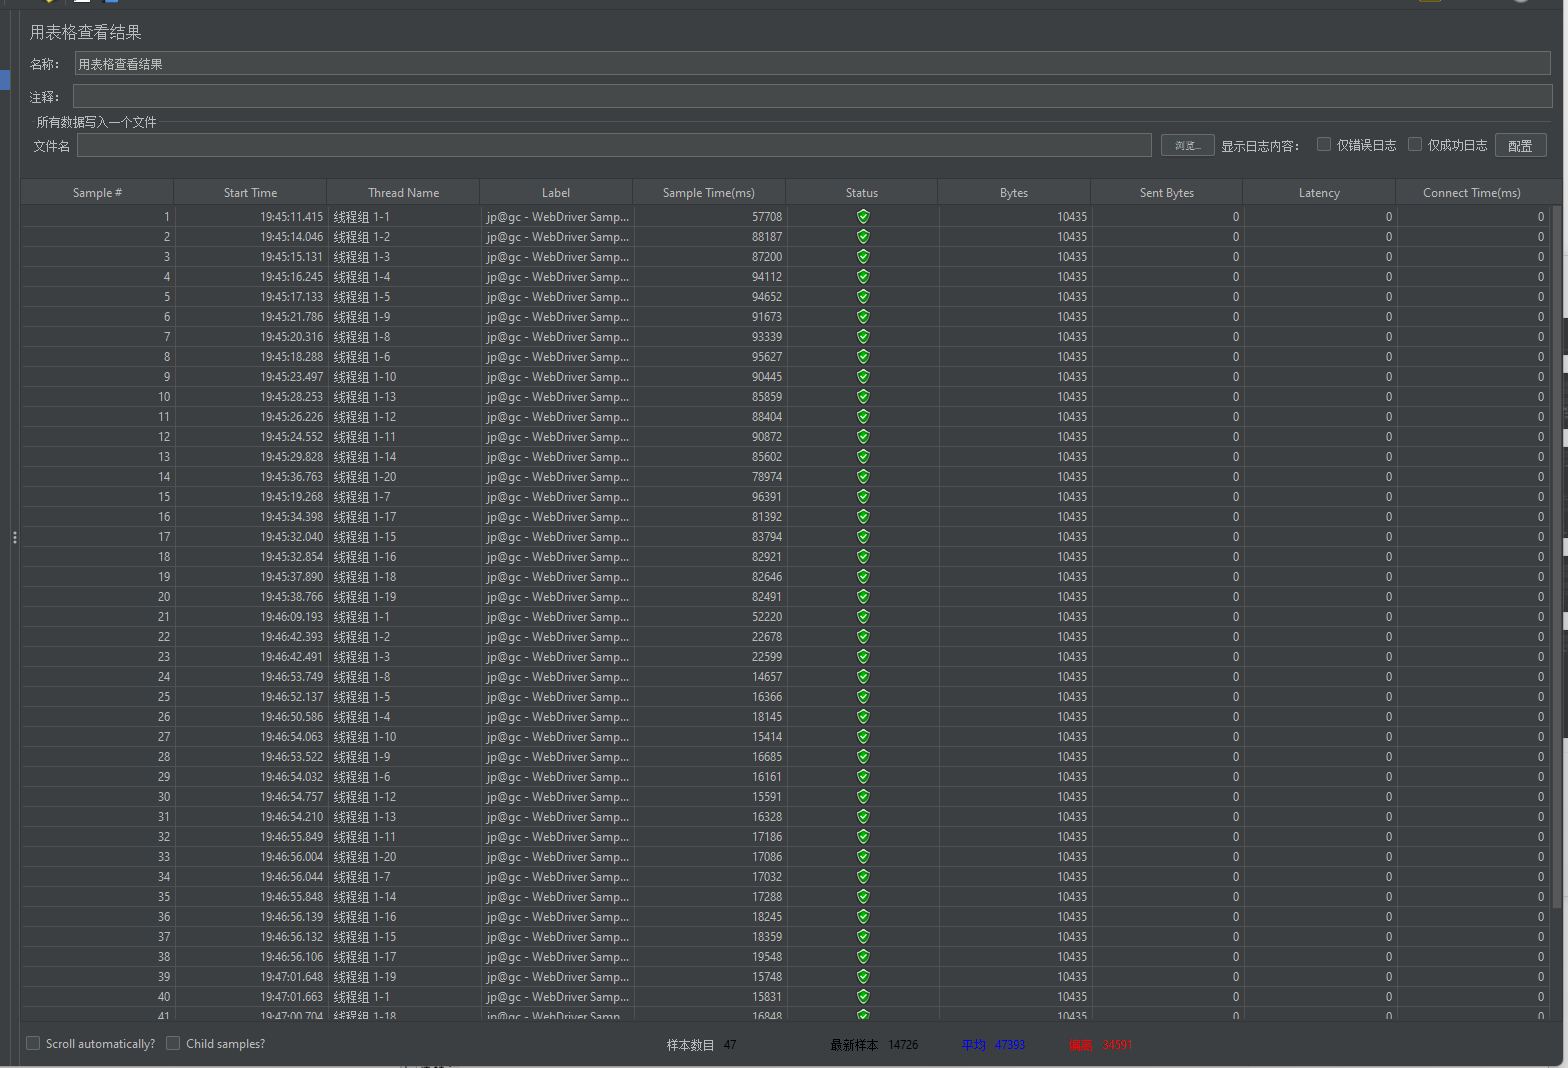 用表格查看结果
名称： 用表格查看结果
注释：
所有数据写入一个文件
文件名 浏览... 显示日志内容： 仅错误日志 仅成功日志 配置
Sample # Start Time Thread Name Label Sample Time(ms) Status Bytes Sent Bytes Latency Connect Time(ms)
1 19:45:11.415 线程组 1-1 jp@gc - WebDriver Samp... 57708 10435 0 0 0
2 19:45:14.046 线程组 1-2 jp@gc - WebDriver Samp... 88187 10435 0 0 0
3 19:45:15.131 线程组 1-3 jp@gc - WebDriver Samp... 87200 10435 0 0 0
4 19:45:16.245 线程组 1-4 jp@gc - WebDriver Samp... 94112 10435 0 0 0
5 19:45:17.133 线程组 1-5 jp@gc - WebDriver Samp... 94652 10435 0 0 0
6 19:45:21.786 线程组 1-9 jp@gc - WebDriver Samp... 91673 10435 0 0 0
7 19:45:20.316 线程组 1-8 jp@gc - WebDriver Samp... 93339 10435 0 0 0
8 19:45:18.288 线程组 1-6 jp@gc - WebDriver Samp... 95627 10435 0 0 0
9 19:45:23.497 线程组 1-10 jp@gc - WebDriver Samp... 90445 10435 0 0 0
10 19:45:28.253 线程组 1-13 jp@gc - WebDriver Samp... 85859 10435 0 0 0
11 19:45:26.226 线程组 1-12 jp@gc - WebDriver Samp... 88404 10435 0 0 0
12 19:45:24.552 线程组 1-11 jp@gc - WebDriver Samp... 90872 10435 0 0 0
13 19:45:29.828 线程组 1-14 jp@gc - WebDriver Samp... 85602 10435 0 0 0
14 19:45:36.763 线程组 1-20 jp@gc - WebDriver Samp... 78974 10435 0 0 0
15 19:45:19.268 线程组 1-7 jp@gc - WebDriver Samp... 96391 10435 0 0 0
16 19:45:34.398 线程组 1-17 jp@gc - WebDriver Samp... 81392 10435 0 0 0
17 19:45:32.040 线程组 1-15 jp@gc - WebDriver Samp... 83794 10435 0 0 0
18 19:45:32.854 线程组 1-16 jp@gc - WebDriver Samp... 82921 10435 0 0 0
19 19:45:37.890 线程组 1-18 jp@gc - WebDriver Samp... 82646 10435 0 0 0
20 19:45:38.766 线程组 1-19 jp@gc - WebDriver Samp... 82491 10435 0 0 0
21 19:46:09.193 线程组 1-1 jp@gc - WebDriver Samp... 52220 10435 0 0 0
22 19:46:42.393 线程组 1-2 jp@gc - WebDriver Samp... 22678 10435 0 0 0
23 19:46:42.491 线程组 1-3 jp@gc - WebDriver Samp... 22599 10435 0 0 0
24 19:46:53.749 线程组 1-8 jp@gc - WebDriver Samp... 14657 10435 0 0 0
25 19:46:52.137 线程组 1-5 jp@gc - WebDriver Samp... 16366 10435 0 0 0
26 19:46:50.586 线程组 1-4 jp@gc - WebDriver Samp... 18145 10435 0 0 0
27 19:46:54.063 线程组 1-10 jp@gc - WebDriver Samp... 15414 10435 0 0 0
28 19:46:53.522 线程组 1-9 jp@gc - WebDriver Samp... 16685 10435 0 0 0
29 19:46:54.032 线程组 1-6 jp@gc - WebDriver Samp... 16161 10435 0 0 0
30 19:46:54.757 线程组 1-12 jp@gc - WebDriver Samp... 15591 10435 0 0 0
31 19:46:54.210 线程组 1-13 jp@gc - WebDriver Samp... 16328 10435 0 0 0
32 19:46:55.849 线程组 1-11 jp@gc - WebDriver Samp... 17186 10435 0 0 0
33 19:46:56.004 线程组 1-20 jp@gc - WebDriver Samp... 17086 10435 0 0 0
34 19:46:56.044 线程组 1-7 jp@gc - WebDriver Samp... 17032 10435 0 0 0
35 19:46:55.848 线程组 1-14 jp@gc - WebDriver Samp... 17288 10435 0 0 0
36 19:46:56.139 线程组 1-16 jp@gc - WebDriver Samp... 18245 10435 0 0 0
37 19:46:56.132 线程组 1-15 jp@gc - WebDriver Samp... 18359 10435 0 0 0
38 19:46:56.106 线程组 1-17 jp@gc - WebDriver Samp... 19548 10435 0 0 0
39 19:47:01.648 线程组 1-19 jp@gc - WebDriver Samp... 15748 10435 0 0 0
40 19:47:01.663 线程组 1-1 jp@gc - WebDriver Samp... 15831 10435 0 0 0
41 19:47:00.704 线程组 1-18 jp@gc - WebDriver Samp... 16848 10435 0 0 0
Scroll automatically? Child samples? 样本数目 47 最新样本 14726 平均 47393 偏离 34591